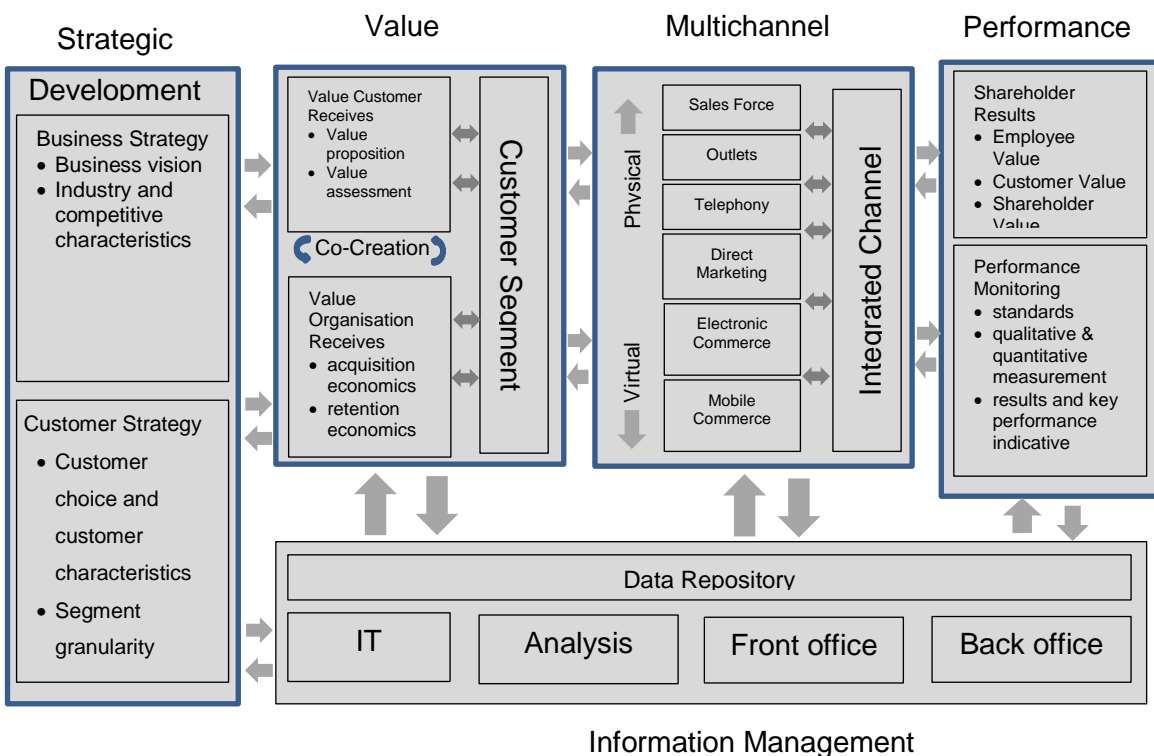 Strategic
Development
Business Strategy
• Business vision
• Industry and
competitive
characteristics
Customer Strategy
• Customer
choice and
customer
characteristics
• Segment
granularity
Value
Value Customer
Receives
• Value
proposition
• Value
assessment
Co-Creation
Value
Organisation
Receives
• acquisition
economics
• retention
economics
Customer Segment
Multichannel
Physical
Virtual
Sales Force
Outlets
Telephony
Direct
Marketing
Electronic
Commerce
Mobile
Commerce
Integrated Channel
Performance
Shareholder
Results
• Employee
Value
• Customer Value
• Shareholder
Value
Performance
Monitoring
• standards
• qualitative &
quantitative
measurement
• results and key
performance
indicative
Data Repository
IT
Analysis
Front office
Back office
Information Management